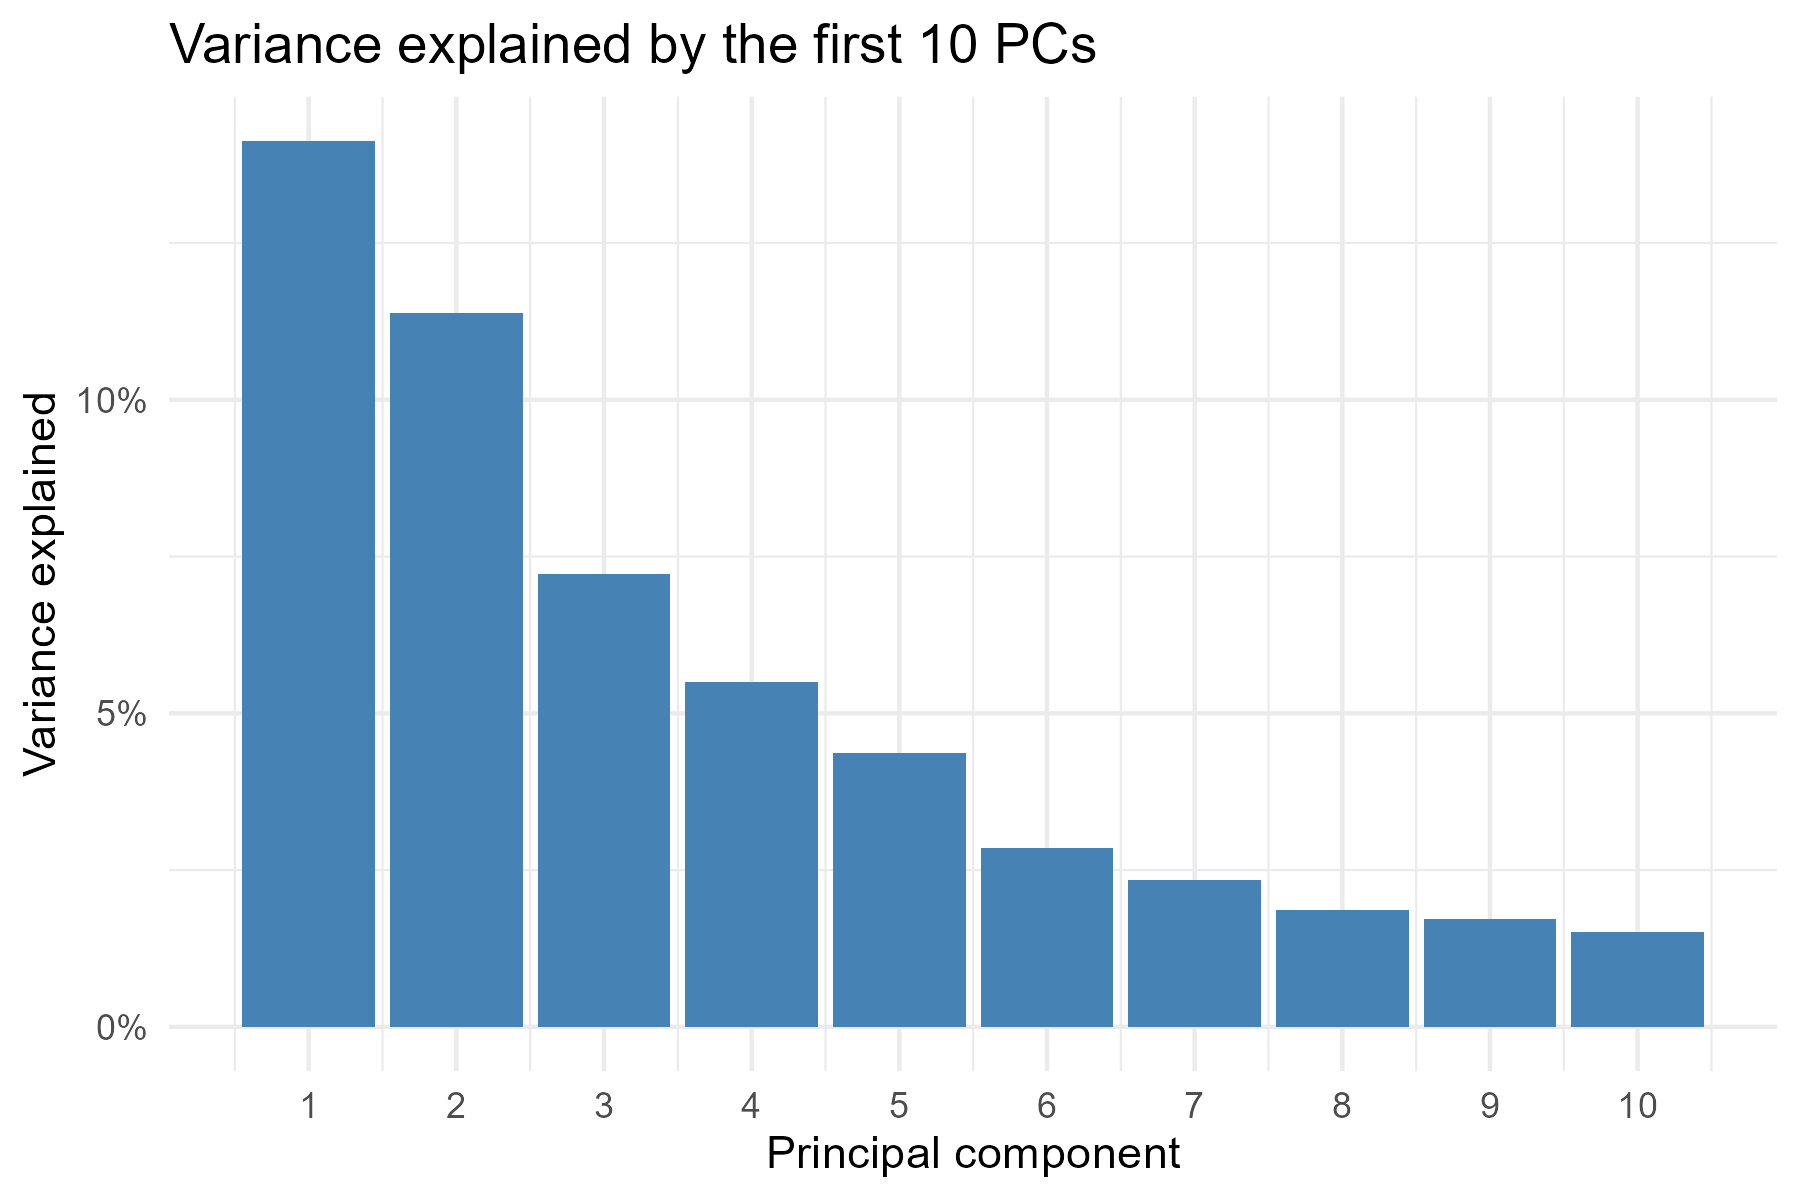 Variance explained by the first 10 PCs
Variance explained
10%
5%
0%
1 2 3 4 5 6 7 8 9 10
Principal component